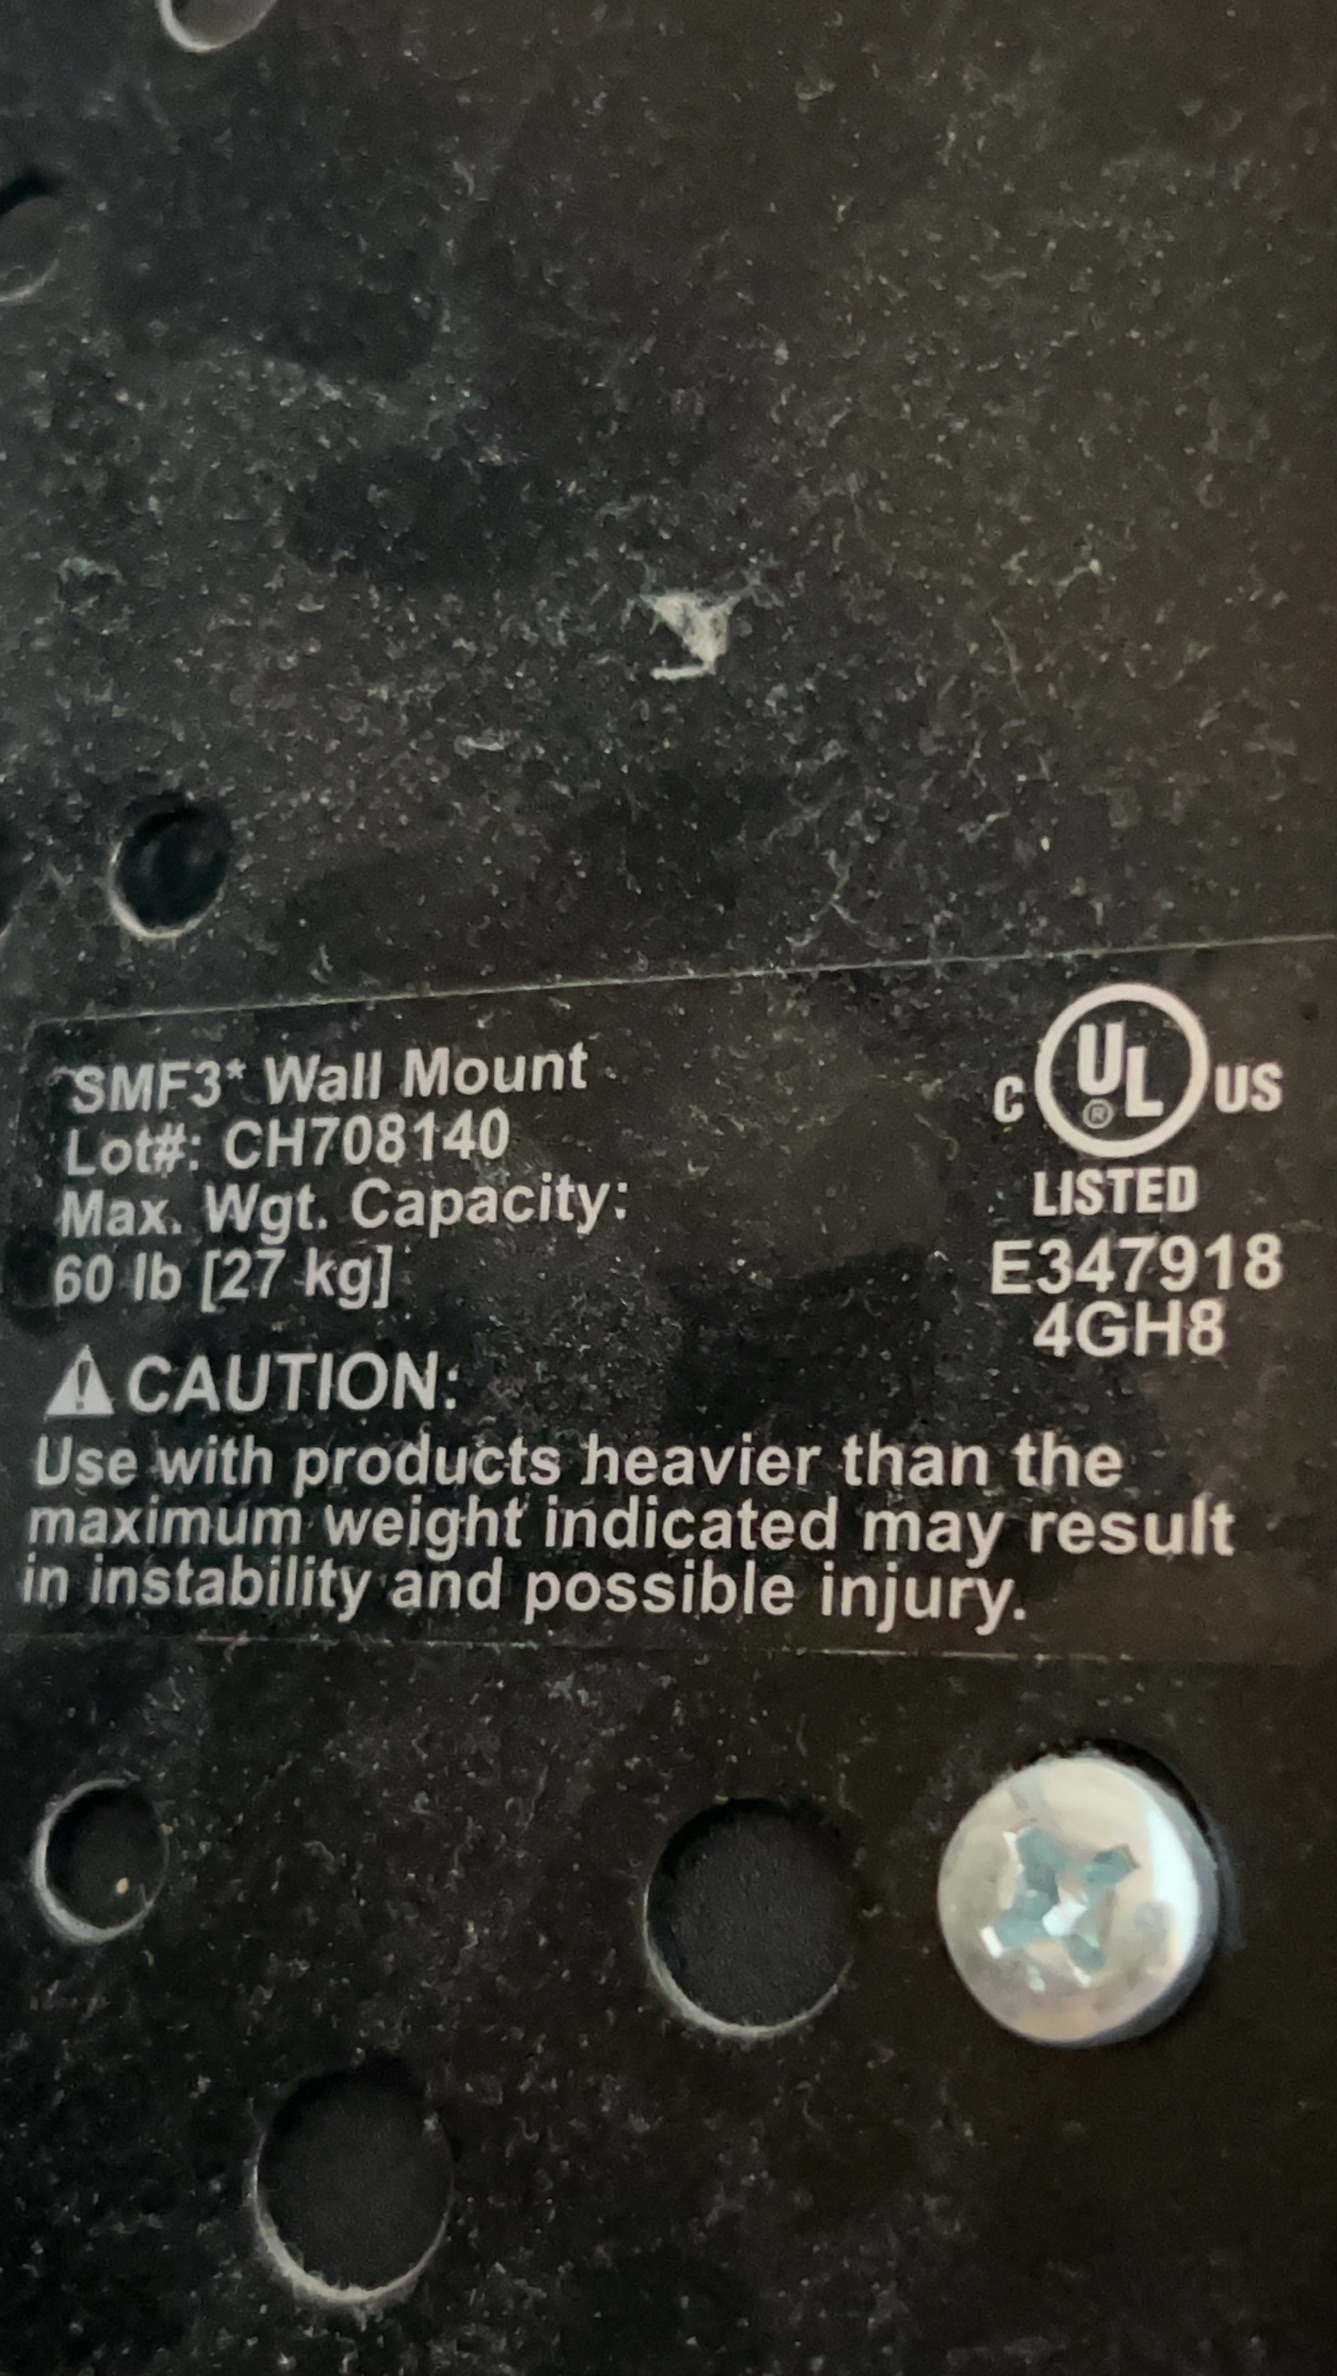 SMF3* Wall Mount
Lot#: CH708140
Max. Wgt. Capacity:
60 lb [27 kg]
C UL® US
LISTED
E347918
4GH8
CAUTION:
Use with products heavier than the
maximum weight indicated may result
in instability and possible injury.